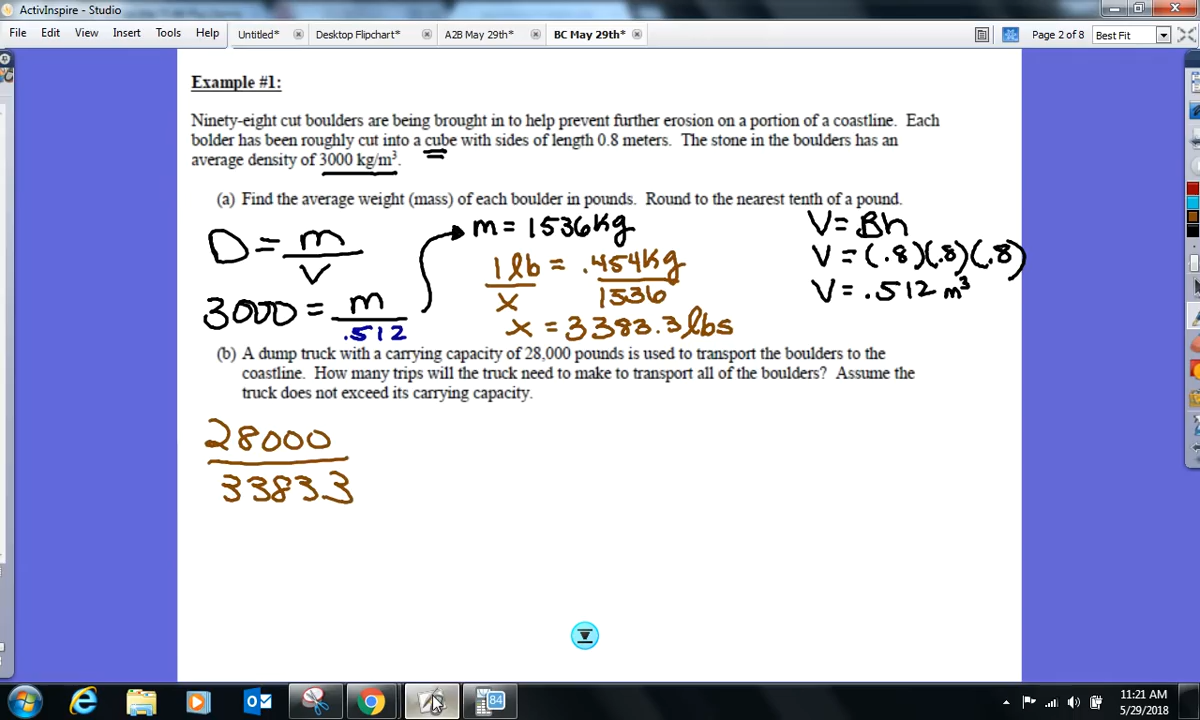 ActivInspire - Studio
File Edit View Insert Tools Help Untitled* Desktop Flipchart* A2B May 29th* BC May 29th* Page 2 of 8 Best Fit
Example #1:
Ninety-eight cut boulders are being brought in to help prevent further erosion on a portion of a coastline. Each
bolder has been roughly cut into a cube with sides of length 0.8 meters. The stone in the boulders has an
average density of 3000 kg/m³.
(a) Find the average weight (mass) of each boulder in pounds. Round to the nearest tenth of a pound.
D = m/V
3000 = m/.512
m = 1536 kg
1 lb/x = .454 kg/1536
x = 3383.3 lbs
V = Bh
V = (.8)(.8)(.8)
V = .512 m³
(b) A dump truck with a carrying capacity of 28,000 pounds is used to transport the boulders to the
coastline. How many trips will the truck need to make to transport all of the boulders? Assume the
truck does not exceed its carrying capacity.
28000
3383.3
84
11:21 AM
5/29/2018